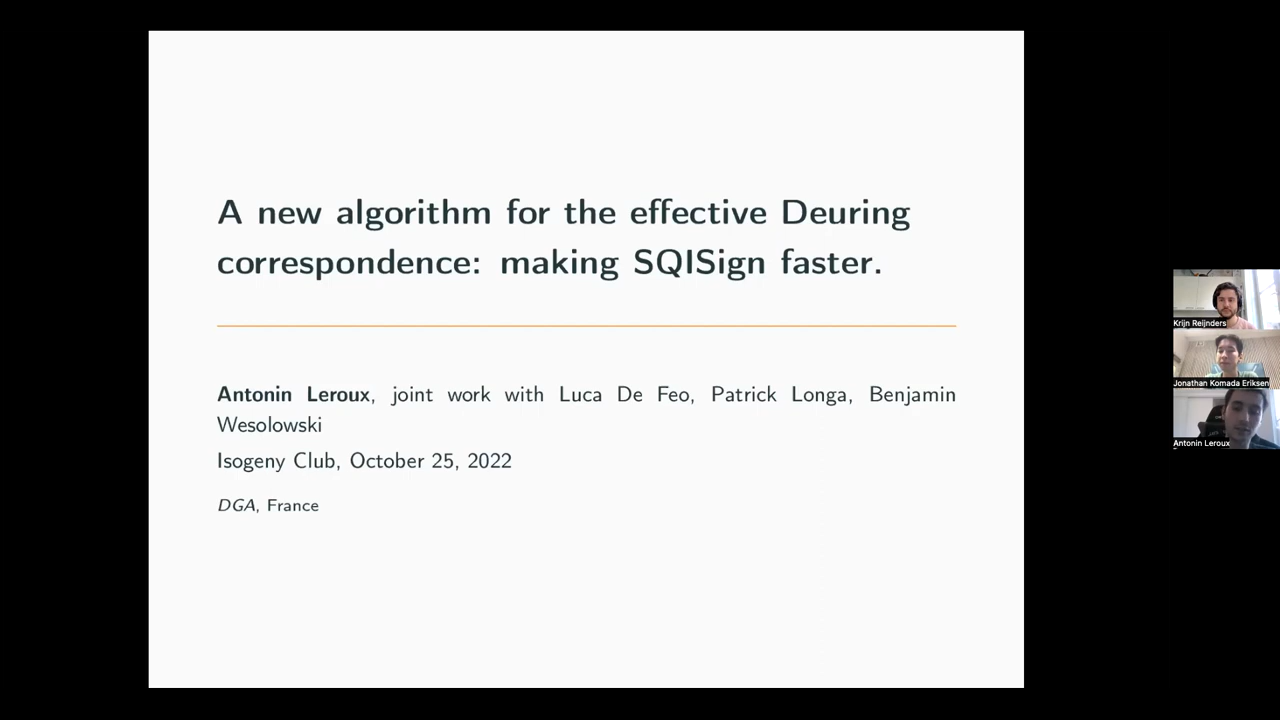 A new algorithm for the effective Deuring
correspondence: making SQISign faster.
Antonin Leroux, joint work with Luca De Feo, Patrick Longa, Benjamin
Wesolowski
Isogeny Club, October 25, 2022
DGA, France
Krijn Reijnders
Jonathan Komada Eriksen
Antonin Leroux